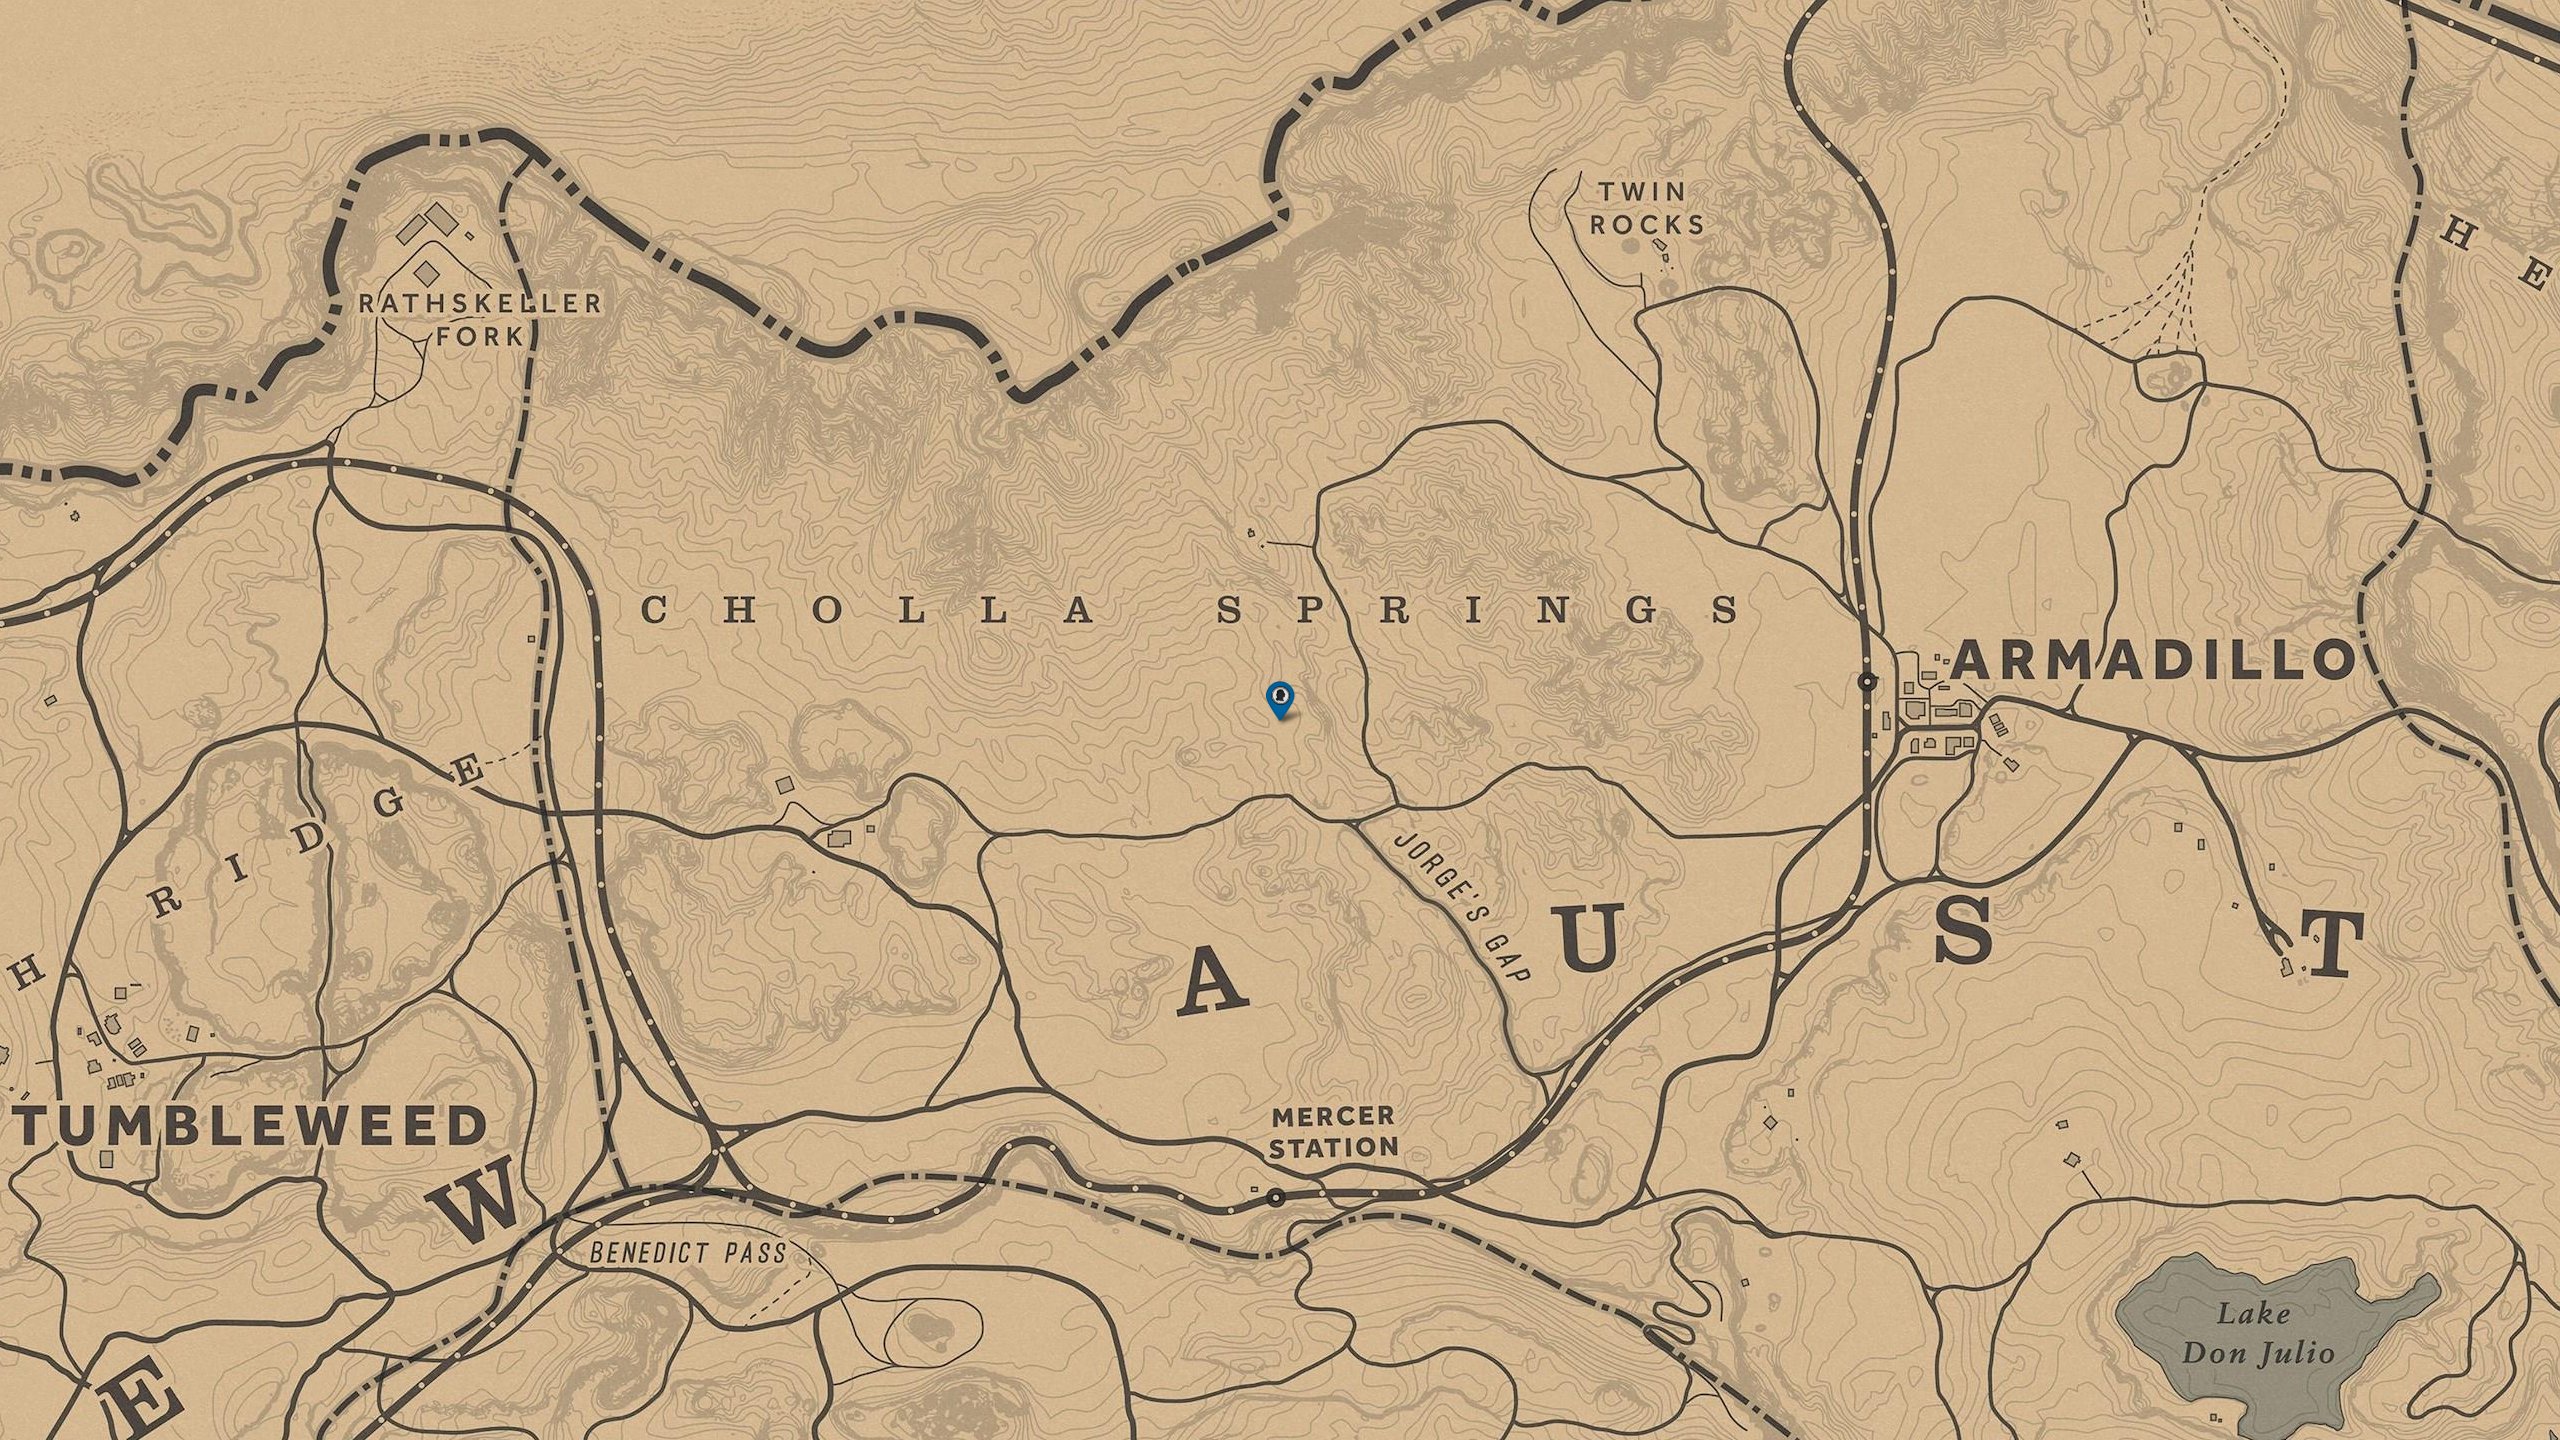 TWIN
ROCKS
H E
RATHSKELLER
FORK
CHOLLA SPRINGS
ARMADILLO
H RIDGE
JORGE'S GAP
W
E
A U S T
TUMBLEWEED
MERCER
STATION
BENEDICT PASS
Lake
Don Julio